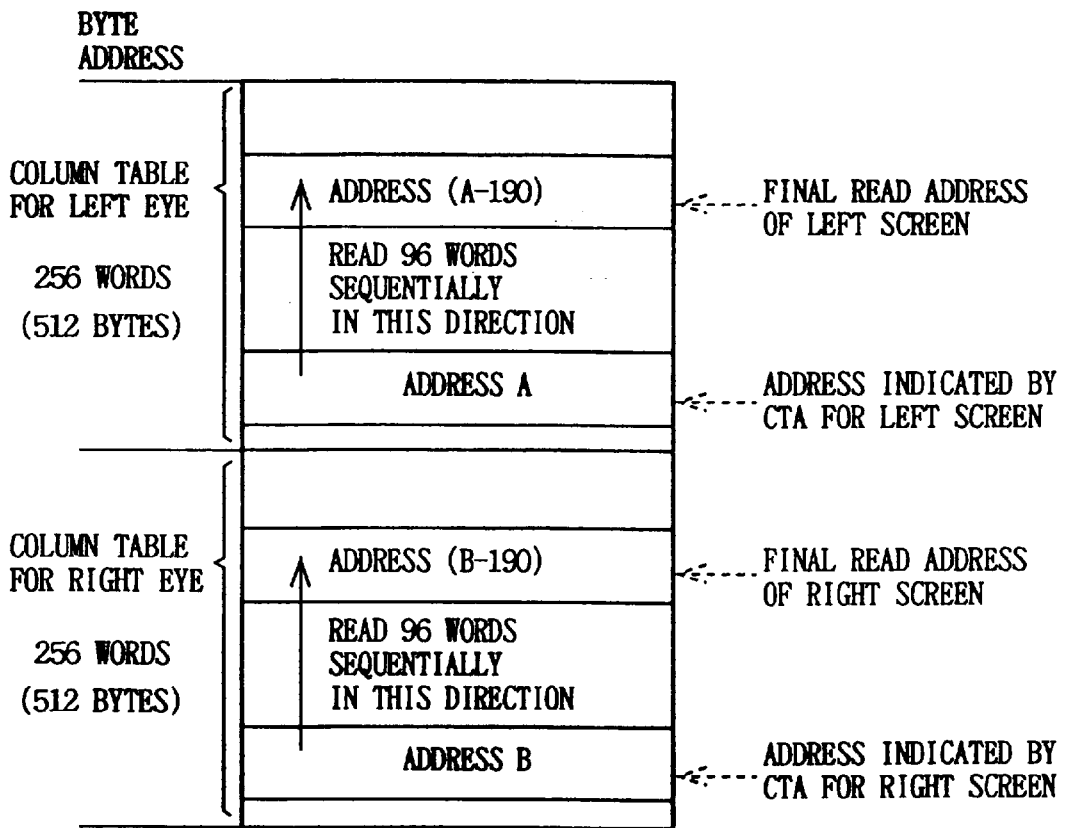 BYTE
ADDRESS
COLUMN TABLE
FOR LEFT EYE
256 WORDS
(512 BYTES)
ADDRESS (A-190)
READ 96 WORDS
SEQUENTIALLY
IN THIS DIRECTION
ADDRESS A
FINAL READ ADDRESS
OF LEFT SCREEN
ADDRESS INDICATED BY
CTA FOR LEFT SCREEN
COLUMN TABLE
FOR RIGHT EYE
256 WORDS
(512 BYTES)
ADDRESS (B-190)
READ 96 WORDS
SEQUENTIALLY
IN THIS DIRECTION
ADDRESS B
FINAL READ ADDRESS
OF RIGHT SCREEN
ADDRESS INDICATED BY
CTA FOR RIGHT SCREEN